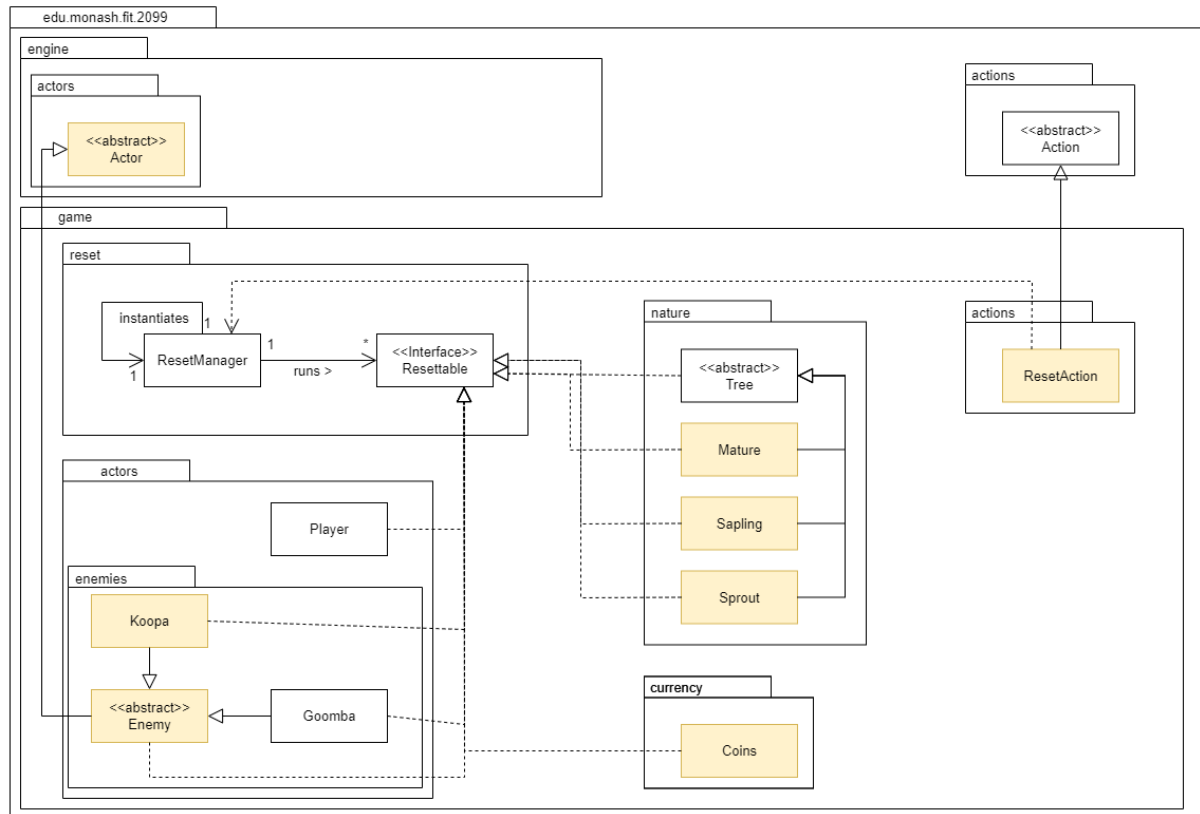 edu.monash.fit.2099
engine
actors
<<abstract>>
Actor
actions
<<abstract>>
Action
game
reset
instantiates
1
1
ResetManager
1
runs >
*
<<Interface>>
Resettable
nature
<<abstract>>
Tree
Mature
Sapling
Sprout
actions
ResetAction
actors
Player
enemies
Koopa
<<abstract>>
Enemy
Goomba
currency
Coins